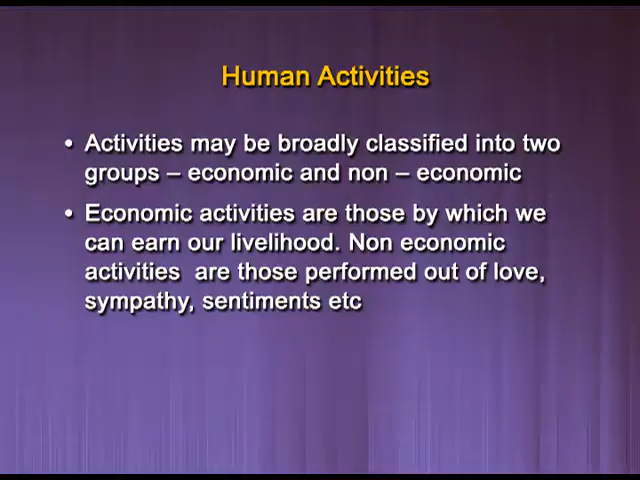 Human Activities
• Activities may be broadly classified into two
groups – economic and non – economic
• Economic activities are those by which we
can earn our livelihood. Non economic
activities  are those performed out of love,
sympathy, sentiments etc